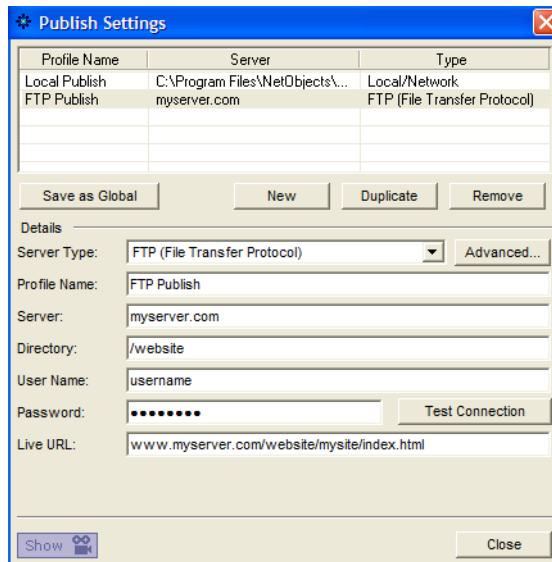 Publish Settings
Profile Name Server Type
Local Publish C:\Program Files\NetObjects\... Local/Network
FTP Publish myserver.com FTP (File Transfer Protocol)
Save as Global New Duplicate Remove
Details
Server Type: FTP (File Transfer Protocol) Advanced...
Profile Name: FTP Publish
Server: myserver.com
Directory: /website
User Name: username
Password: ●●●●●●●● Test Connection
Live URL: www.myserver.com/website/mysite/index.html
Show Close